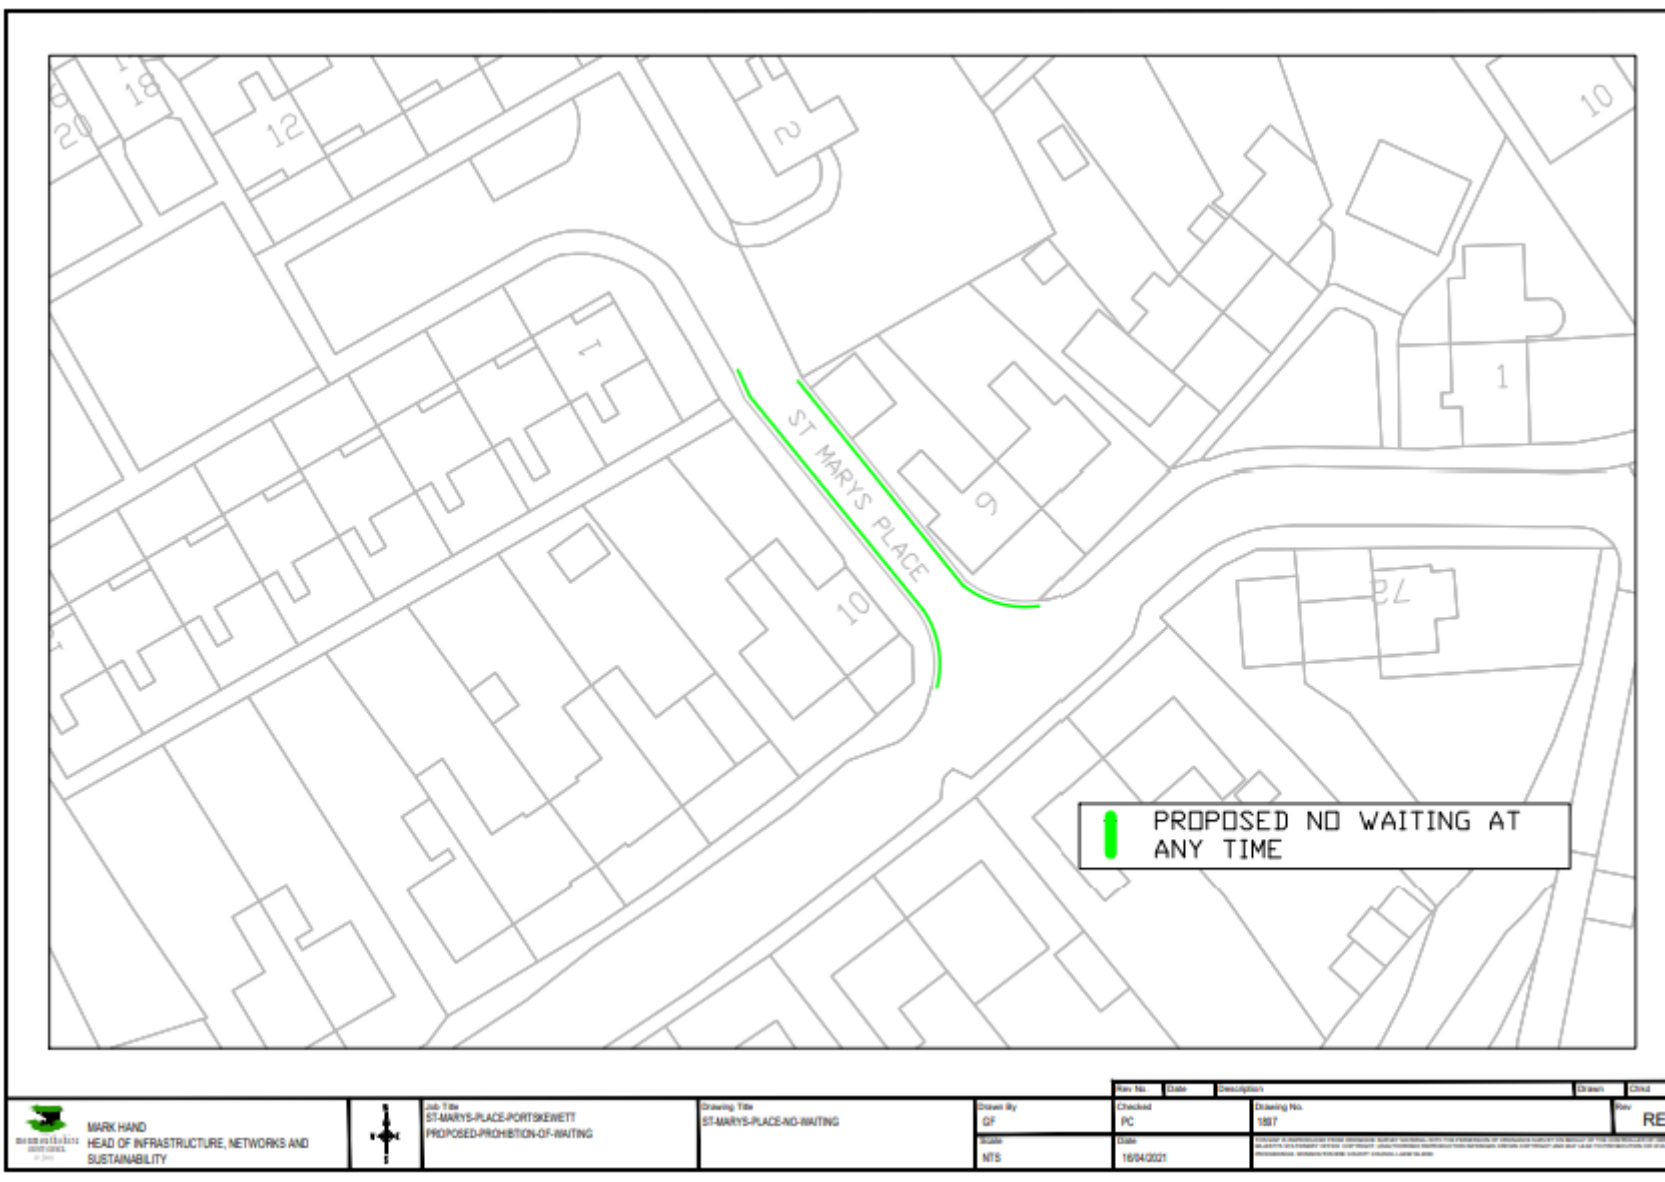 18
20
12
2
10
1
1
ST MARYS PLACE
9
10
72
PROPOSED NO WAITING AT
ANY TIME
Rev No. Date Description Drawn Chkd
MARK HAND
HEAD OF INFRASTRUCTURE, NETWORKS AND
SUSTAINABILITY
Job Title
ST-MARYS-PLACE-PORTSKEWETT
PROPOSED-PROHIBTION-OF-WAITING
Drawing Title
ST-MARYS-PLACE-NO-WAITING
Drawn By
GF
Scale
NTS
Checked
PC
Date
16/04/2021
Drawing No.
1897
Rev
RE